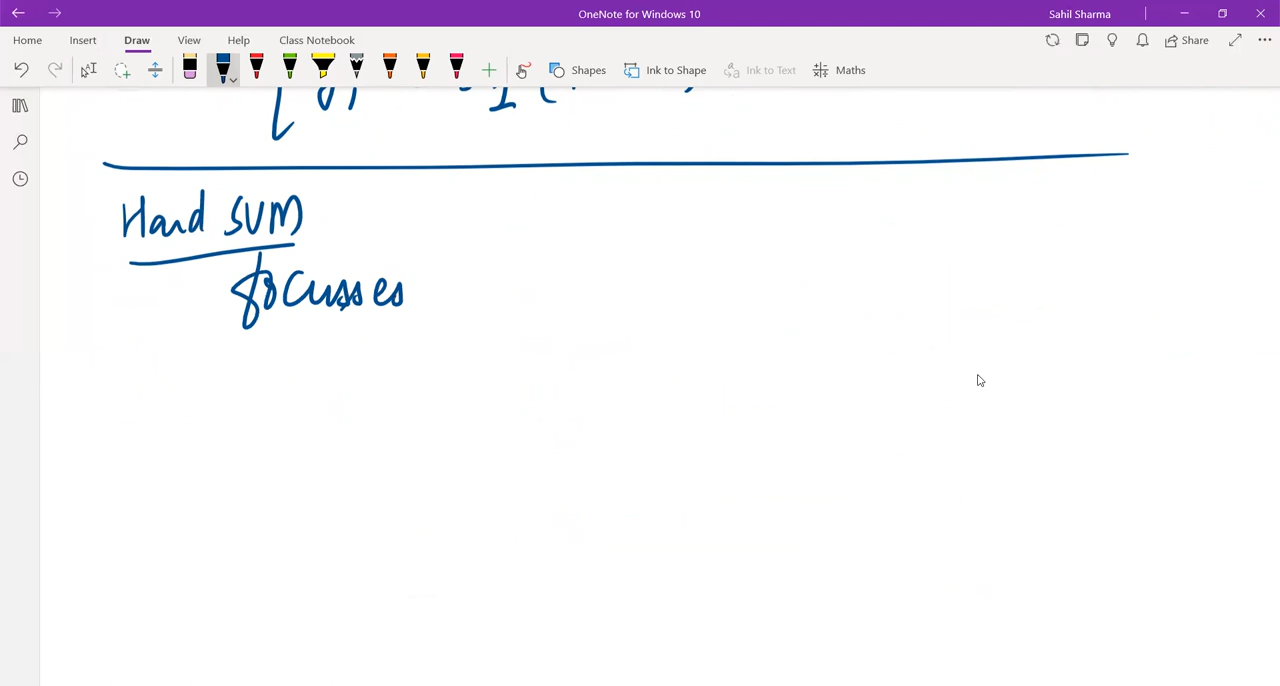 OneNote for Windows 10
Sahil Sharma
Home Insert Draw View Help Class Notebook
Share
Shapes Ink to Shape Ink to Text Maths
Hard SVM
focusses